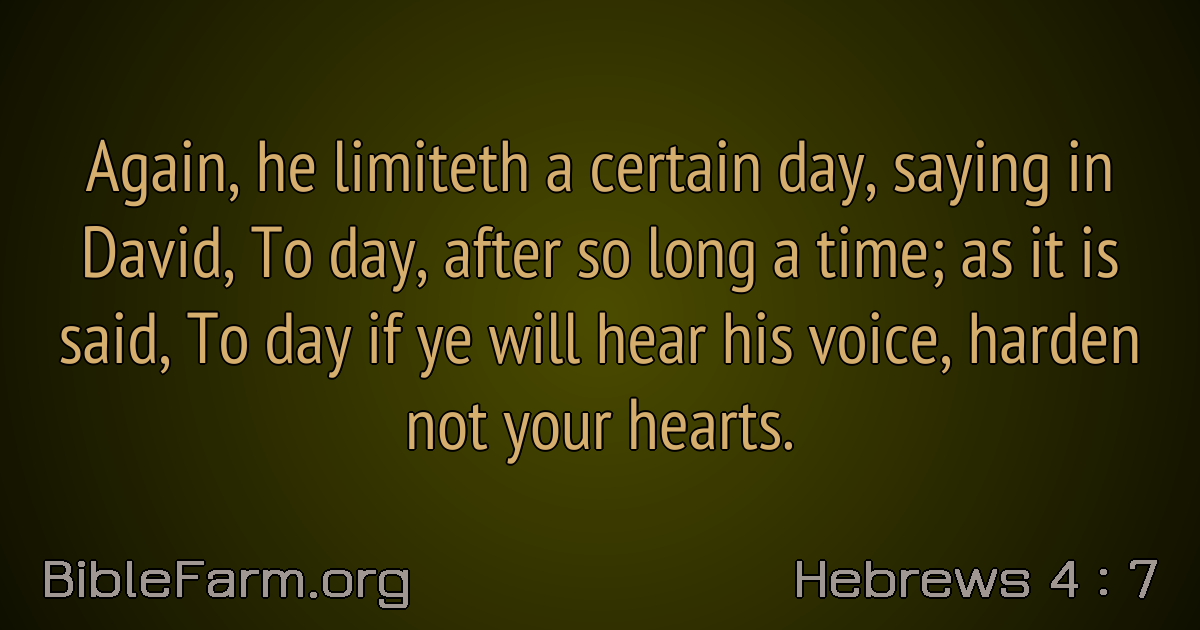 Again, he limiteth a certain day, saying in
David, To day, after so long a time; as it is
said, To day if ye will hear his voice, harden
not your hearts.
BibleFarm.org
Hebrews 4 : 7